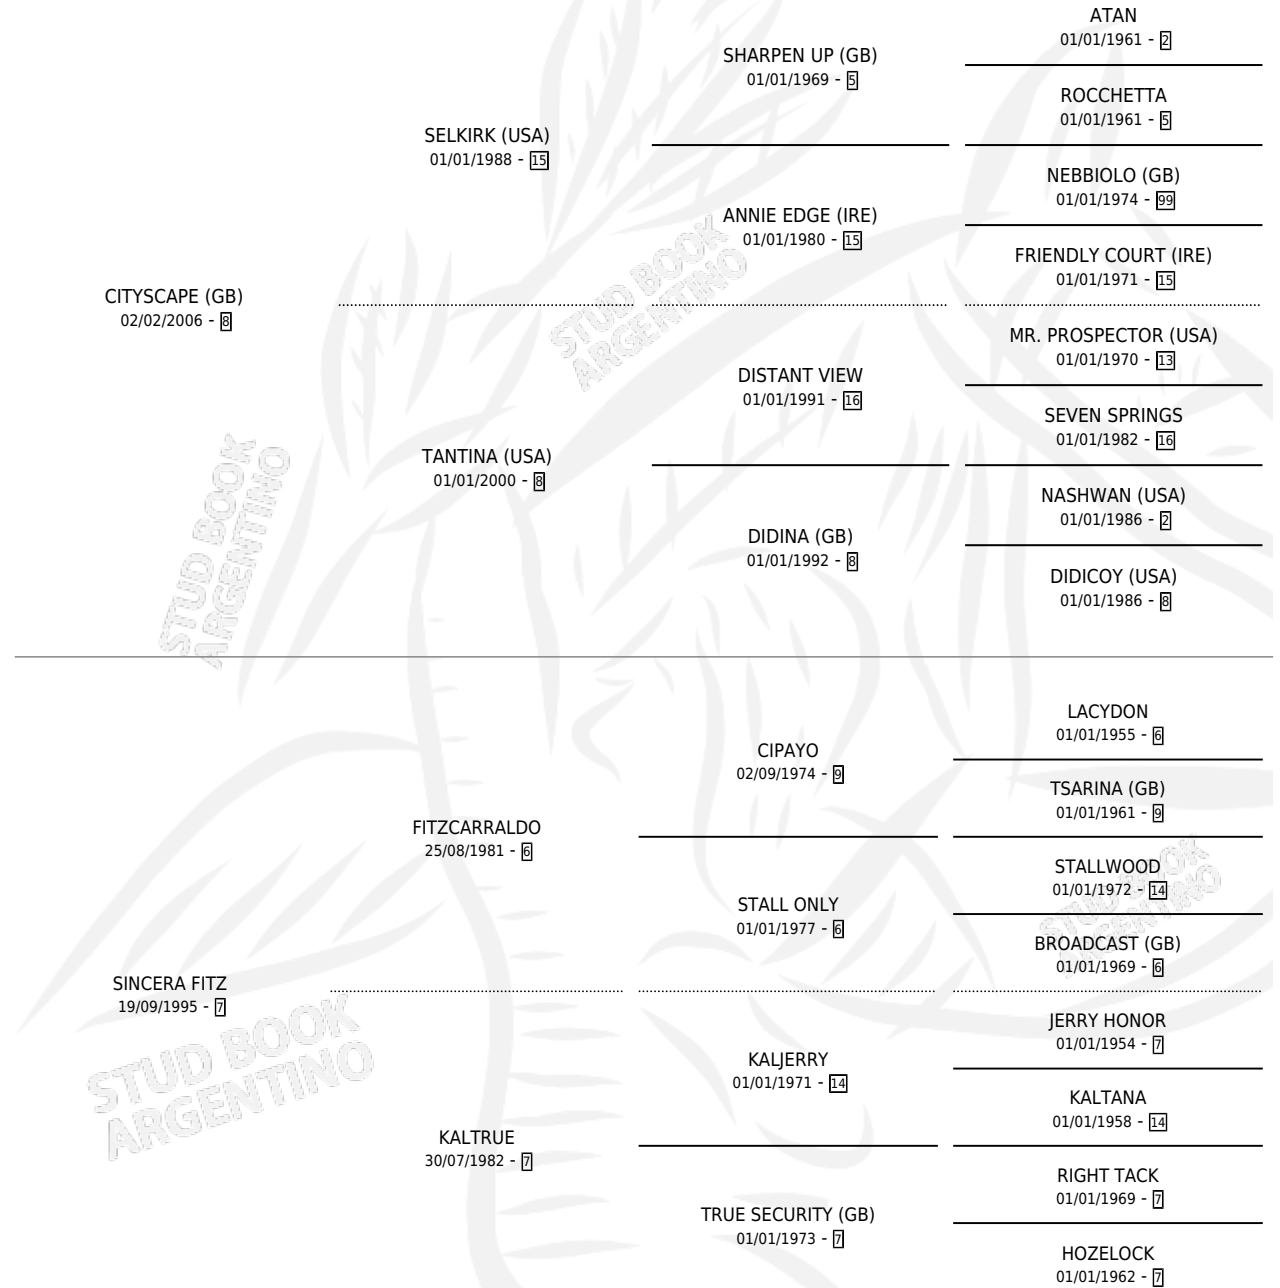 ATAN
01/01/1961 - 2
SHARPEN UP (GB)
01/01/1969 - 5
ROCCHETTA
01/01/1961 - 5
SELKIRK (USA)
01/01/1988 - 15
NEBBIOLO (GB)
01/01/1974 - 99
ANNIE EDGE (IRE)
01/01/1980 - 15
FRIENDLY COURT (IRE)
01/01/1971 - 15
CITYSCAPE (GB)
02/02/2006 - 8
MR. PROSPECTOR (USA)
01/01/1970 - 13
DISTANT VIEW
01/01/1991 - 16
SEVEN SPRINGS
01/01/1982 - 16
TANTINA (USA)
01/01/2000 - 8
NASHWAN (USA)
01/01/1986 - 2
DIDINA (GB)
01/01/1992 - 8
DIDICOY (USA)
01/01/1986 - 8
STUD BOOK
ARGENTINO
STUD BOOK
ARGENTINO
LACYDON
01/01/1955 - 6
CIPAYO
02/09/1974 - 9
TSARINA (GB)
01/01/1961 - 9
FITZCARRALDO
25/08/1981 - 6
STALLWOOD
01/01/1972 - 14
STALL ONLY
01/01/1977 - 6
BROADCAST (GB)
01/01/1969 - 6
SINCERA FITZ
19/09/1995 - 7
JERRY HONOR
01/01/1954 - 7
KALJERRY
01/01/1971 - 14
KALTANA
01/01/1958 - 14
KALTRUE
30/07/1982 - 7
RIGHT TACK
01/01/1969 - 7
TRUE SECURITY (GB)
01/01/1973 - 7
HOZELOCK
01/01/1962 - 7
STUD BOOK
ARGENTINO
STUD BOOK
ARGENTINO